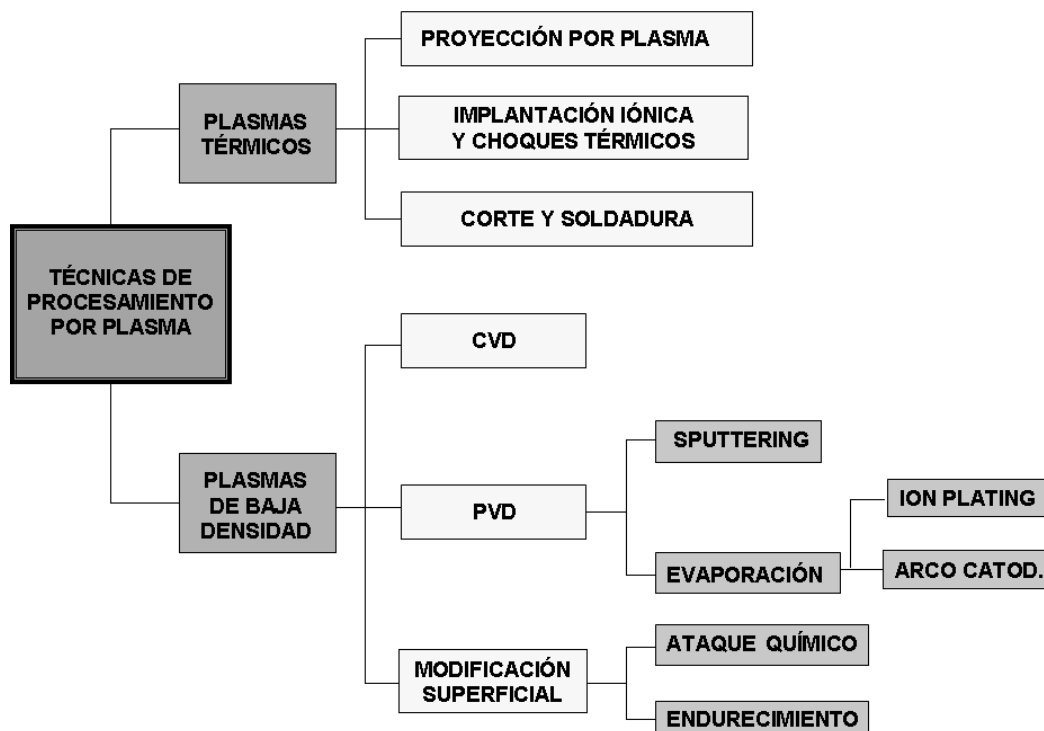 PROYECCIÓN POR PLASMA
PLASMAS
TÉRMICOS
IMPLANTACIÓN IÓNICA
Y CHOQUES TÉRMICOS
CORTE Y SOLDADURA
TÉCNICAS DE
PROCESAMIENTO
POR PLASMA
CVD
SPUTTERING
PLASMAS
DE BAJA
DENSIDAD
PVD
ION PLATING
EVAPORACIÓN
ARCO CATOD.
MODIFICACIÓN
SUPERFICIAL
ATAQUE QUÍMICO
ENDURECIMIENTO